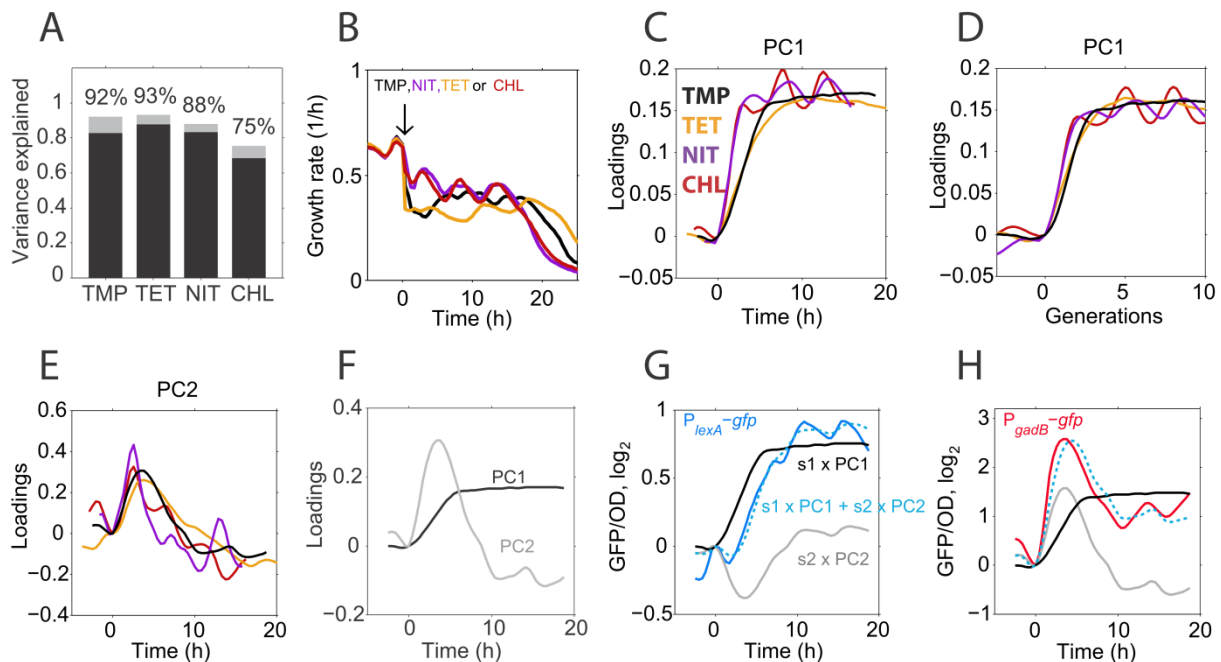 A
Variance explained
1
0.8
0.6
0.4
0.2
0
92%
93%
88%
75%
TMP
TET
NIT
CHL
B
Growth rate (1/h)
1
0.5
0
TMP,NIT,TET or CHL
0
10
20
Time (h)
C
PC1
Loadings
0.2
0.15
0.1
0.05
0
−0.05
TMP
TET
NIT
CHL
0
10
20
Time (h)
D
PC1
Loadings
0.2
0.15
0.1
0.05
0
−0.05
0
5
10
Generations
E
PC2
Loadings
0.6
0.4
0.2
0
−0.2
−0.4
0
10
20
Time (h)
F
Loadings
0.4
0.2
0
−0.2
PC1
PC2
0
10
20
Time (h)
G
GFP/OD, log2
1
0.5
0
−0.5
PlexA−gfp
s1 x PC1
s1 x PC1 + s2 x PC2
s2 x PC2
0
10
20
Time (h)
H
GFP/OD, log2
3
2
1
0
−1
PgadB−gfp
0
10
20
Time (h)